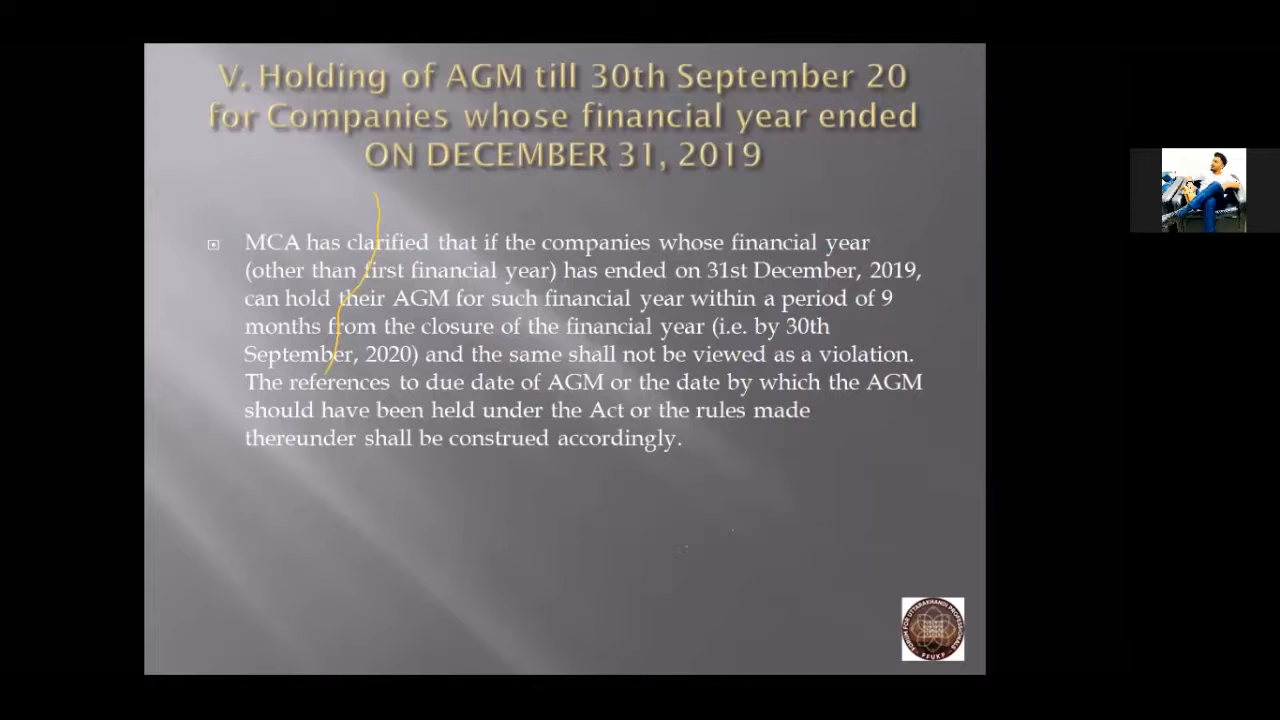 V. Holding of AGM till 30th September 20
for Companies whose financial year ended
ON DECEMBER 31, 2019
MCA has clarified that if the companies whose financial year
(other than first financial year) has ended on 31st December, 2019,
can hold their AGM for such financial year within a period of 9
months from the closure of the financial year (i.e. by 30th
September, 2020) and the same shall not be viewed as a violation.
The references to due date of AGM or the date by which the AGM
should have been held under the Act or the rules made
thereunder shall be construed accordingly.
FORUM FOR UTTARAKHAND PROFESSIONALS
FFUKP